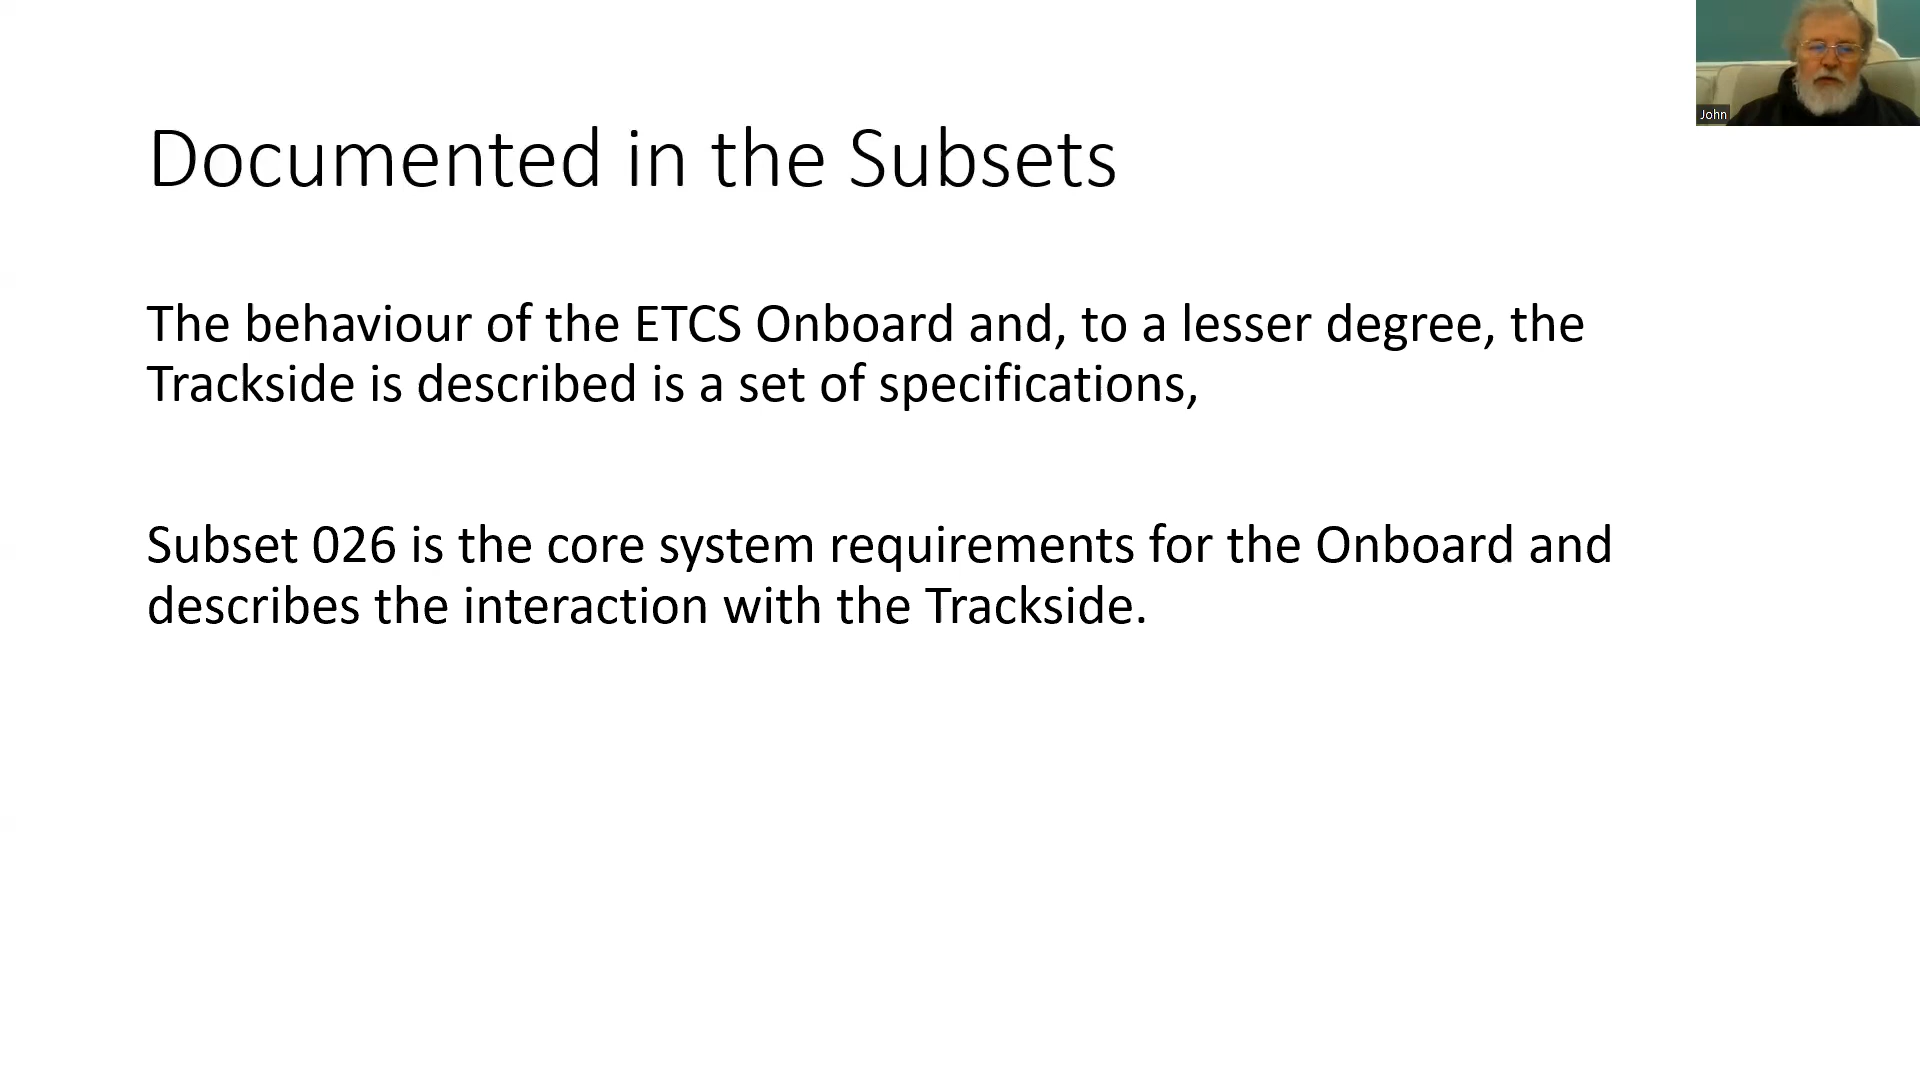 John
Documented in the Subsets
The behaviour of the ETCS Onboard and, to a lesser degree, the
Trackside is described is a set of specifications,
Subset 026 is the core system requirements for the Onboard and
describes the interaction with the Trackside.